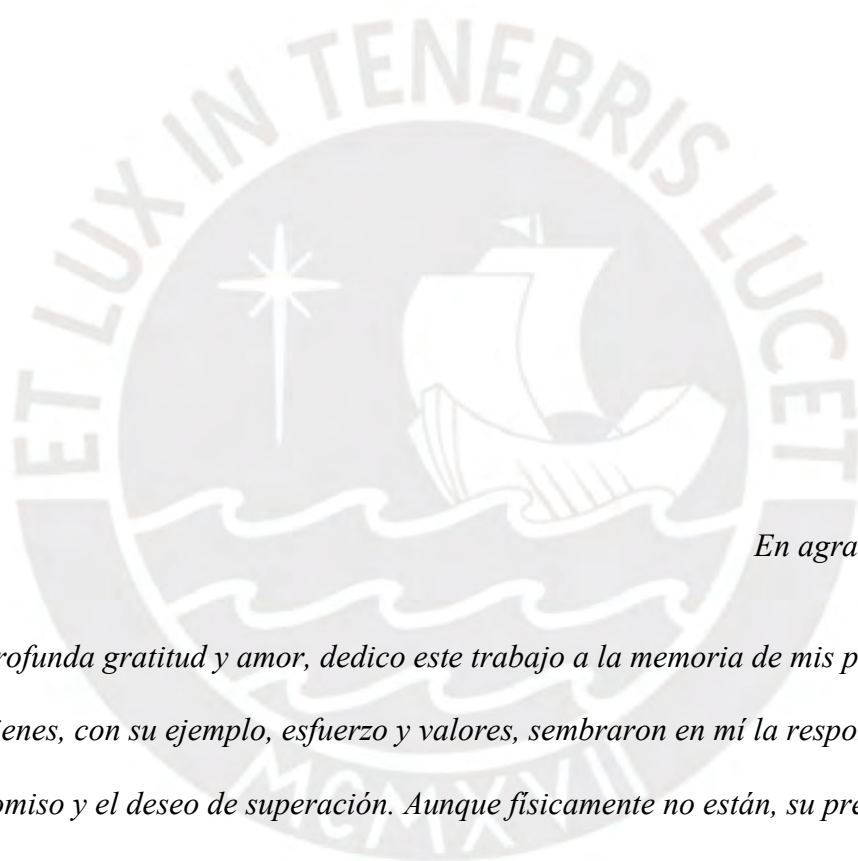 ET LUX IN TENEBRIS LUCET
MCMXVII
En agra
rofunda gratitud y amor, dedico este trabajo a la memoria de mis p
ienes, con su ejemplo, esfuerzo y valores, sembraron en mí la respo
omiso y el deseo de superación. Aunque físicamente no están, su pre